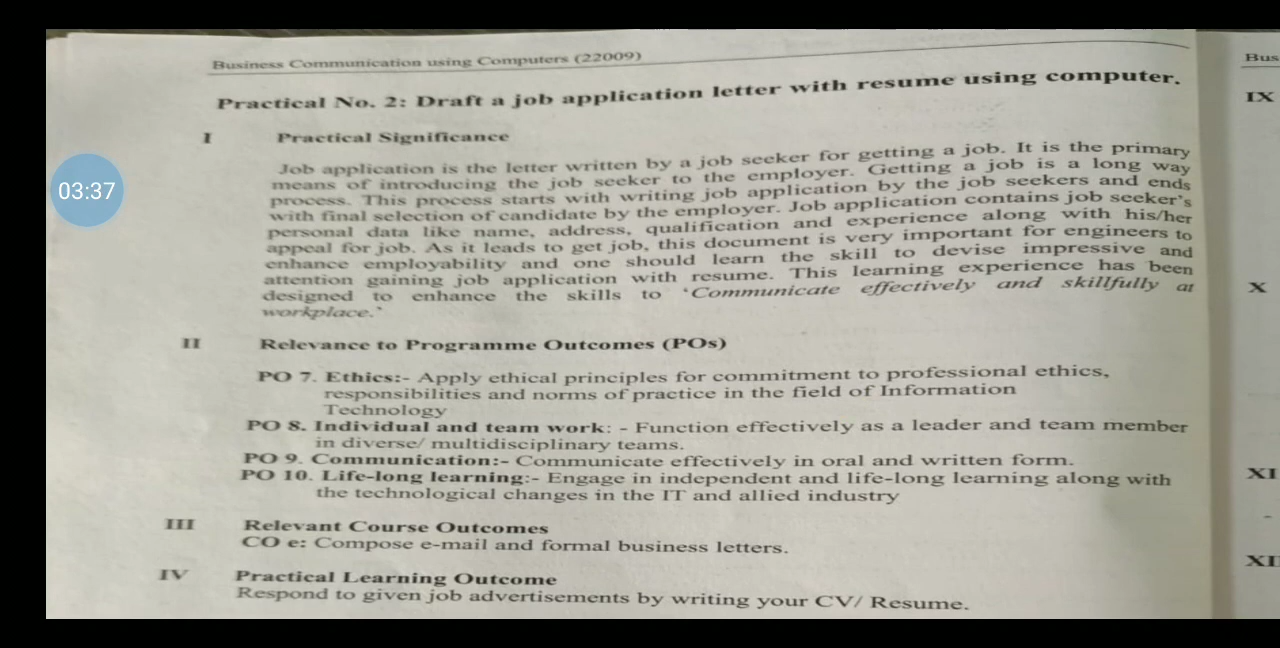 Business Communication using Computers (22009)
Practical No. 2: Draft a job application letter with resume using computer.
I Practical Significance
Job application is the letter written by a job seeker for getting a job. It is the primary
means of introducing the job seeker to the employer. Getting a job is a long way
process. This process starts with writing job application by the job seekers and ends
with final selection of candidate by the employer. Job application contains job seeker's
personal data like name, address, qualification and experience along with his/her
appeal for job. As it leads to get job, this document is very important for engineers to
enhance employability and one should learn the skill to devise impressive and
attention gaining job application with resume. This learning experience has been
designed to enhance the skills to 'Communicate effectively and skillfully at
workplace.'
II Relevance to Programme Outcomes (POs)
PO 7. Ethics:- Apply ethical principles for commitment to professional ethics,
responsibilities and norms of practice in the field of Information
Technology
PO 8. Individual and team work: - Function effectively as a leader and team member
in diverse/ multidisciplinary teams.
PO 9. Communication:- Communicate effectively in oral and written form.
PO 10. Life-long learning:- Engage in independent and life-long learning along with
the technological changes in the IT and allied industry
III Relevant Course Outcomes
CO e: Compose e-mail and formal business letters.
IV Practical Learning Outcome
Respond to given job advertisements by writing your CV/ Resume.
03:37
Bus
IX
X
XI